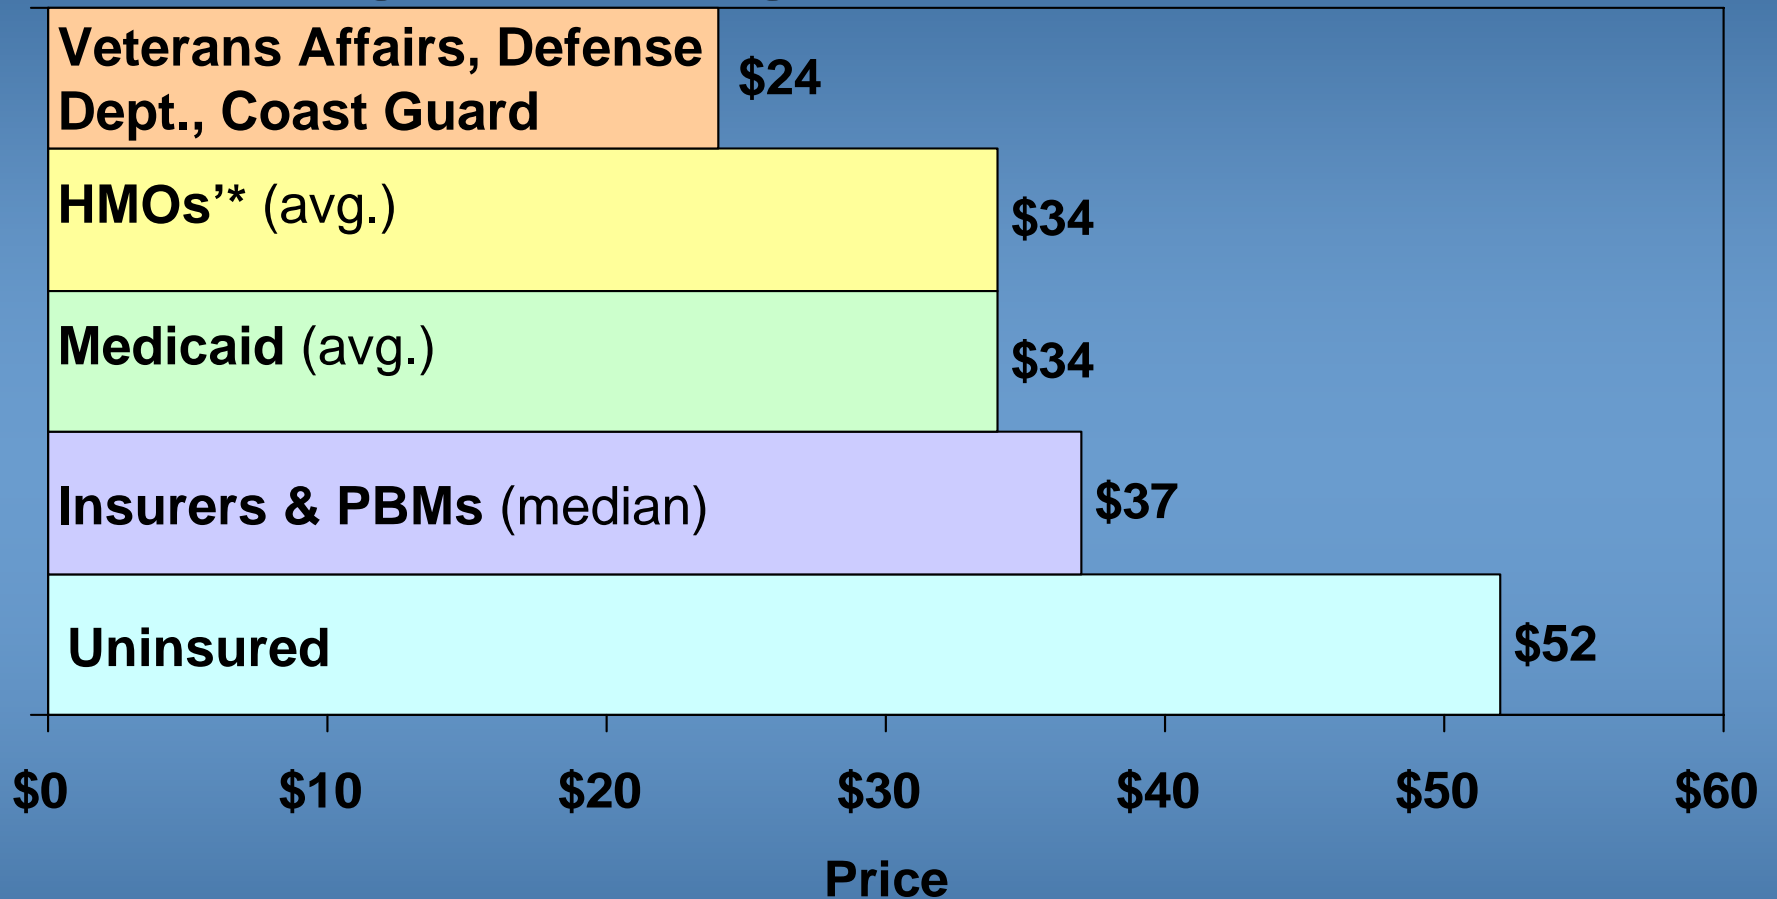 Veterans Affairs, Defense
Dept., Coast Guard
$24
HMOs’* (avg.)
$34
Medicaid (avg.)
$34
Insurers & PBMs (median)
$37
Uninsured
$52
$0 $10 $20 $30 $40 $50 $60
Price